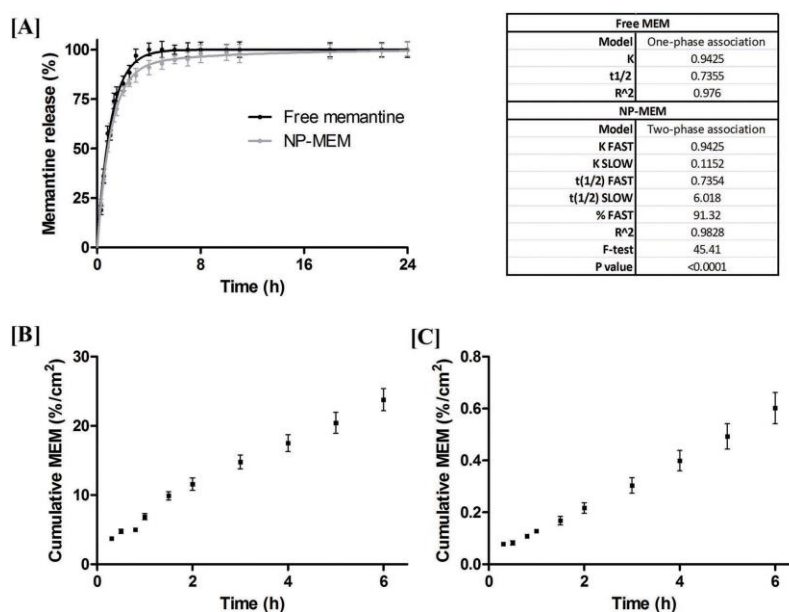 [A]
Memantine release (%)
100
75
50
25
0
0 8 16 24
Time (h)
Free memantine
NP-MEM
Free MEM
Model One-phase association
K 0.9425
t1/2 0.7355
R^2 0.976
NP-MEM
Model Two-phase association
K FAST 0.9425
K SLOW 0.1152
t(1/2) FAST 0.7354
t(1/2) SLOW 6.018
% FAST 91.32
R^2 0.9828
F-test 45.41
P value <0.0001
[B]
Cumulative MEM (%/cm²)
30
20
10
0
0 2 4 6
Time (h)
[C]
Cumulative MEM (%/cm²)
0.8
0.6
0.4
0.2
0.0
0 1 2 3 4 5 6
Time (h)